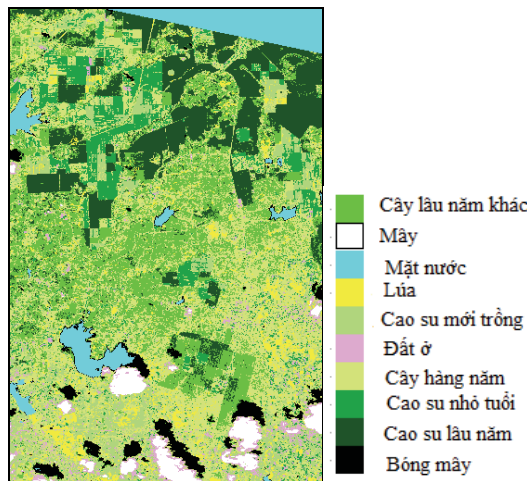 Cây lâu năm khác
Mây
Mặt nước
Lúa
Cao su mới trồng
Đất ở
Cây hàng năm
Cao su nhỏ tuổi
Cao su lâu năm
Bóng mây